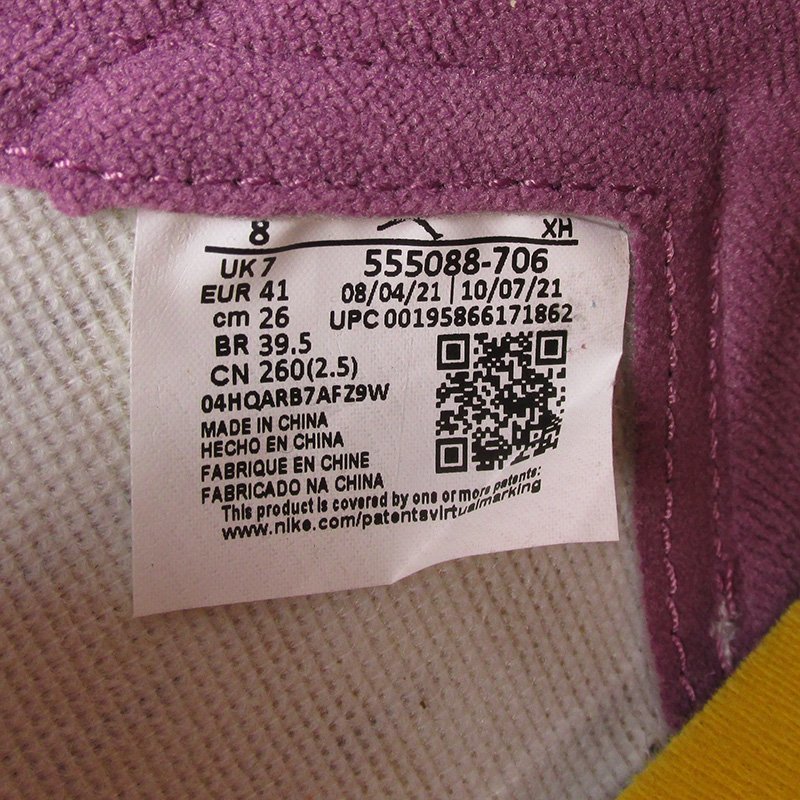 8 XH
UK 7 555088-706
EUR 41 08/04/21 | 10/07/21
cm 26 UPC 00195866171862
BR 39.5
CN 260(2.5)
04HQARB7AFZ9W
MADE IN CHINA
HECHO EN CHINA
FABRIQUE EN CHINE
FABRICADO NA CHINA
This product is covered by one or more patents:
www.nike.com/patentsvirtualmarking